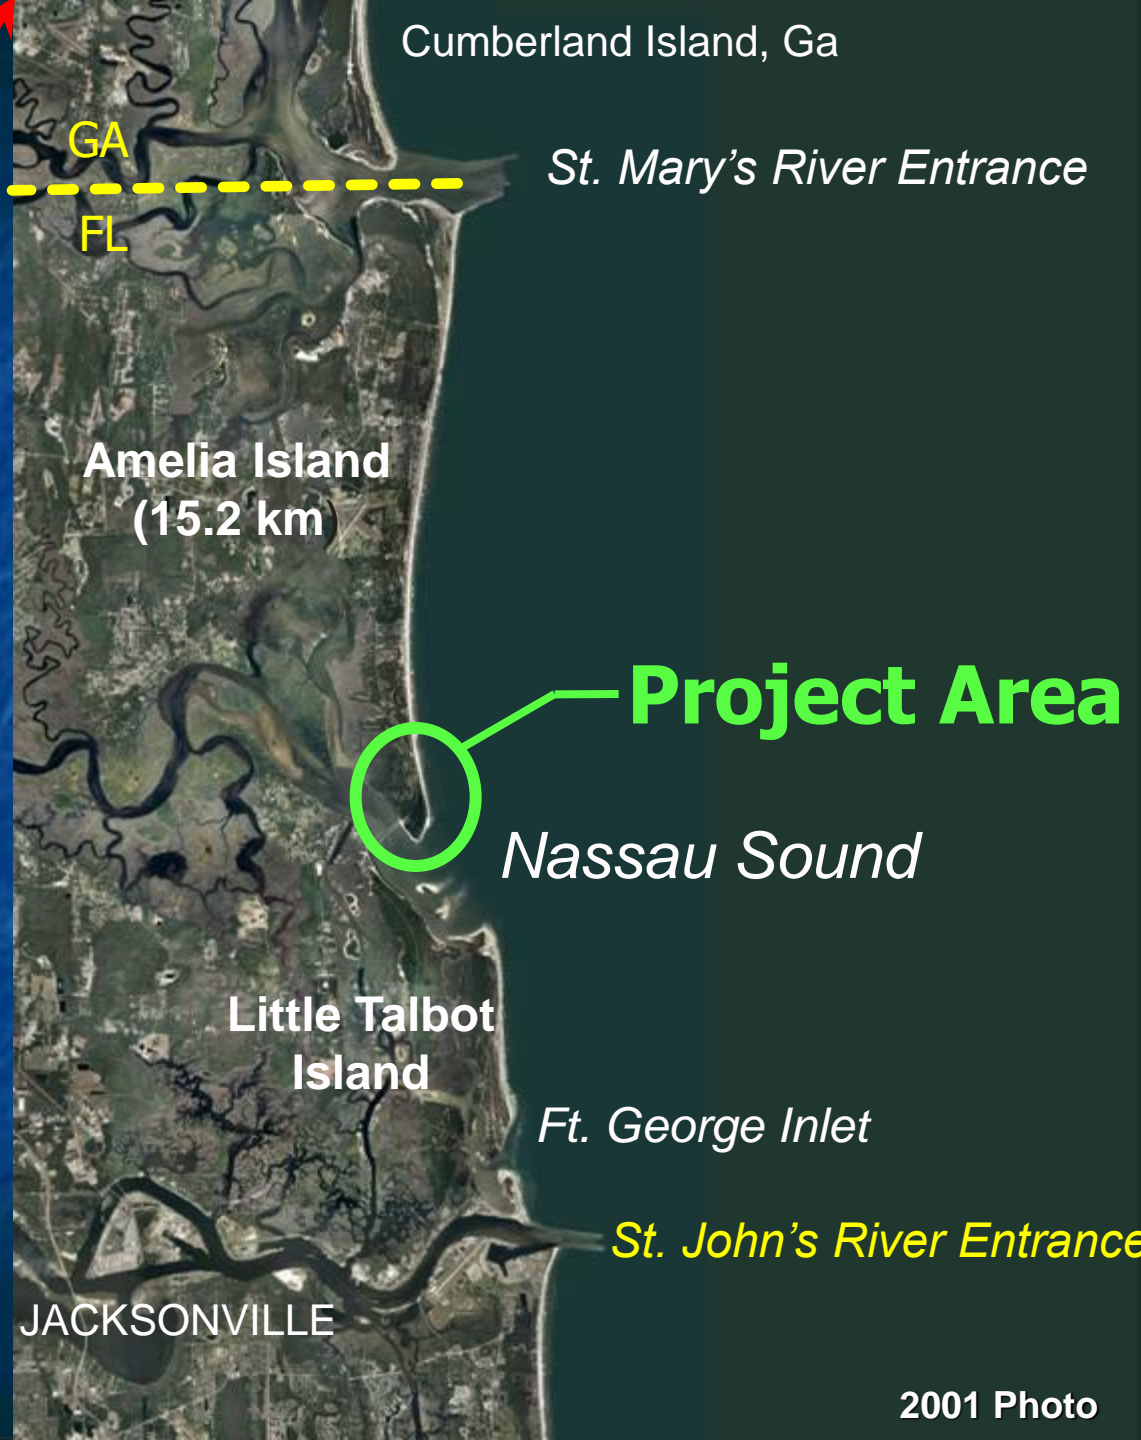 Cumberland Island, Ga
GA
St. Mary's River Entrance
FL
Amelia Island
(15.2 km)
Project Area
Nassau Sound
Little Talbot
Island
Ft. George Inlet
St. John's River Entrance
JACKSONVILLE
2001 Photo